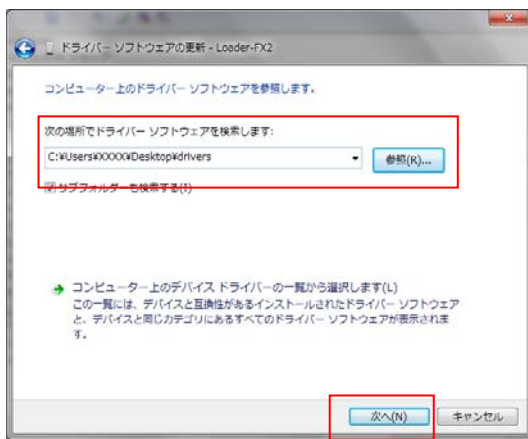 ドライバー ソフトウェアの更新 - Loader-FX2
コンピューター上のドライバー ソフトウェアを参照します。
次の場所でドライバー ソフトウェアを検索します:
C:¥Users¥XXXX¥Desktop¥drivers
参照(R)...
サブフォルダーも検索する(I)
コンピューター上のデバイス ドライバーの一覧から選択します(L)
この一覧には、デバイスと互換性があるインストールされたドライバー ソフトウェア
と、デバイスと同じカテゴリにあるすべてのドライバー ソフトウェアが表示されま
す。
次へ(N)
キャンセル